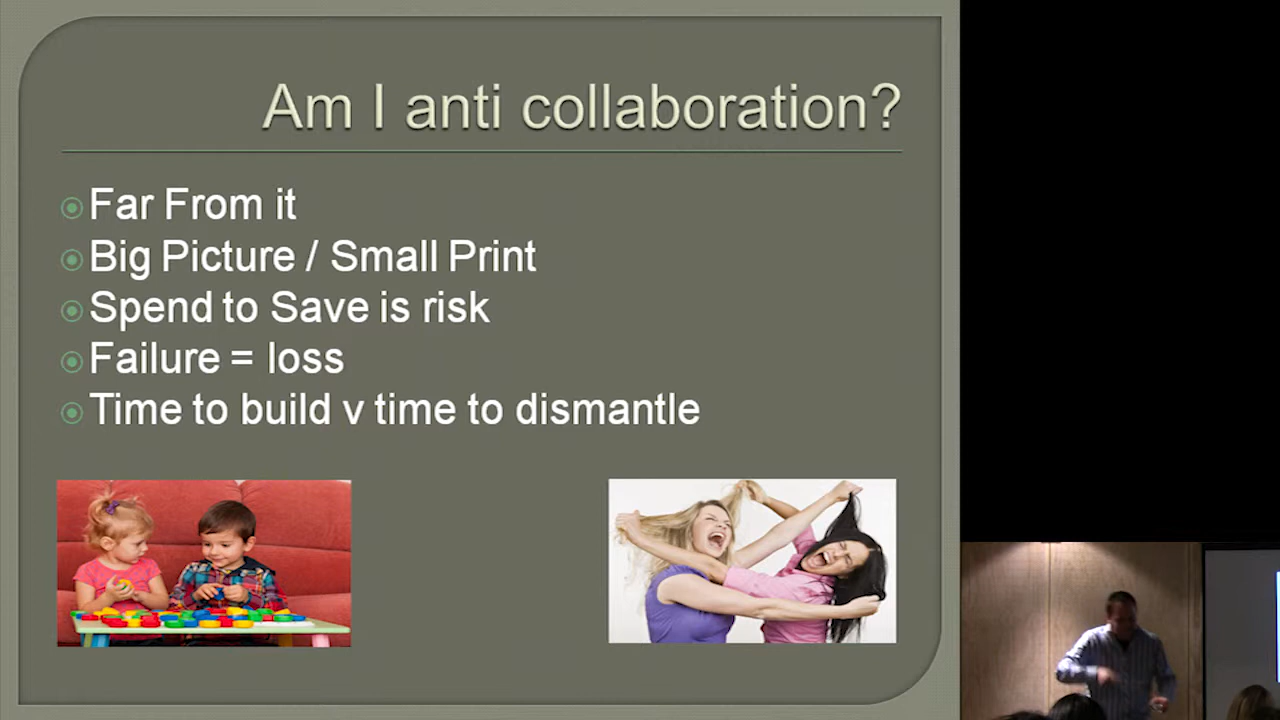 Am I anti collaboration?
Far From it
Big Picture / Small Print
Spend to Save is risk
Failure = loss
Time to build v time to dismantle